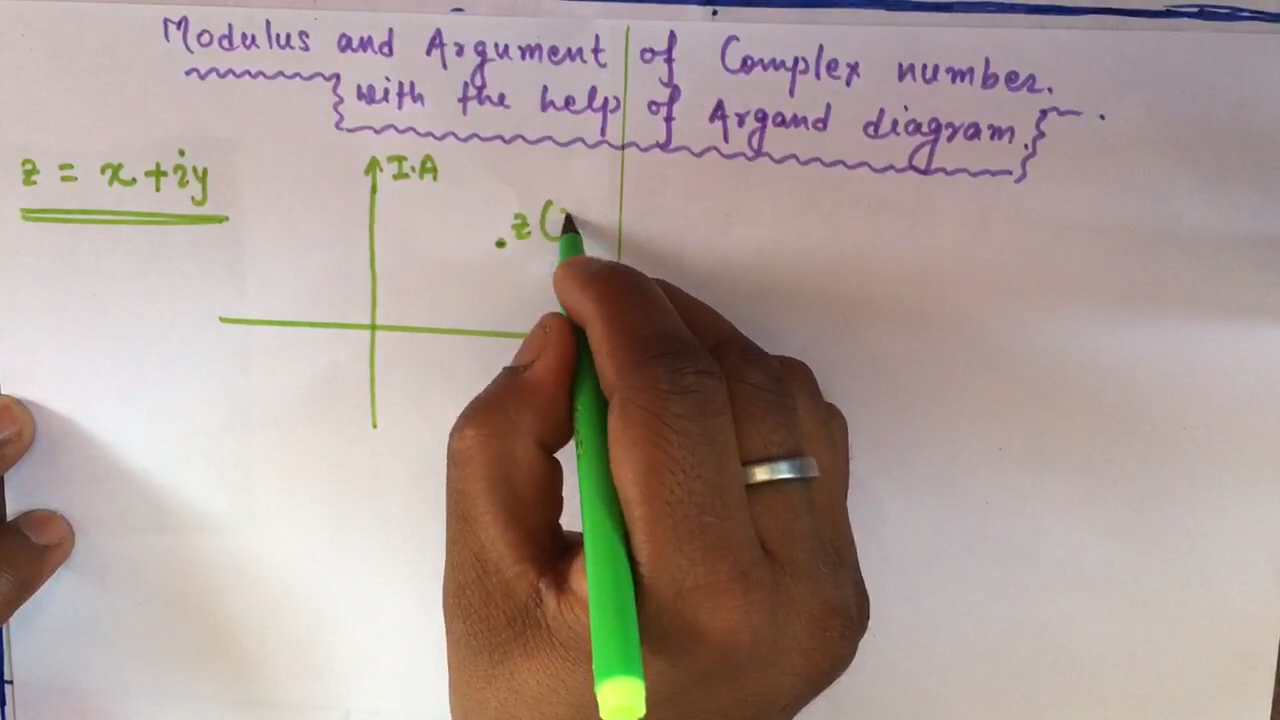 Modulus and Argument of Complex number.
{with the help of Argand diagram.}
z = x+iy
I.A
z (